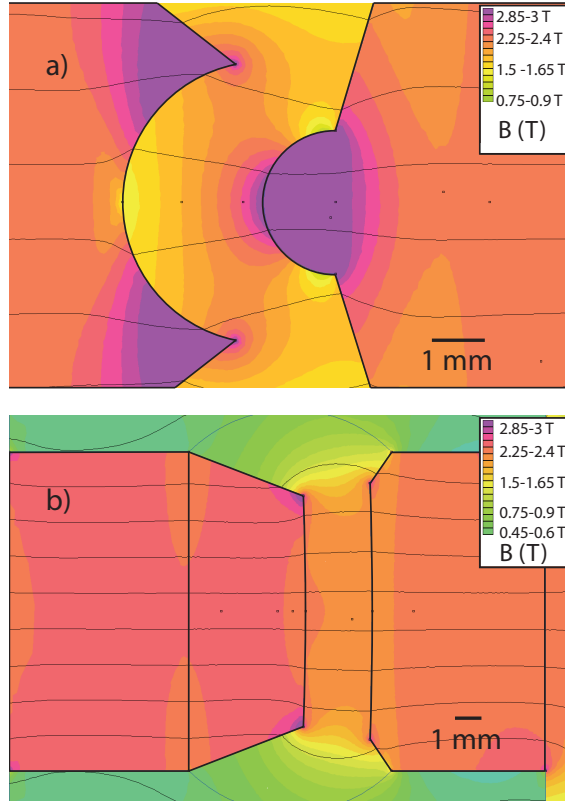 a)
2.85-3 T
2.25-2.4 T
1.5 -1.65 T
0.75-0.9 T
B (T)
1 mm
b)
2.85-3 T
2.25-2.4 T
1.5-1.65 T
0.75-0.9 T
0.45-0.6 T
B (T)
1 mm